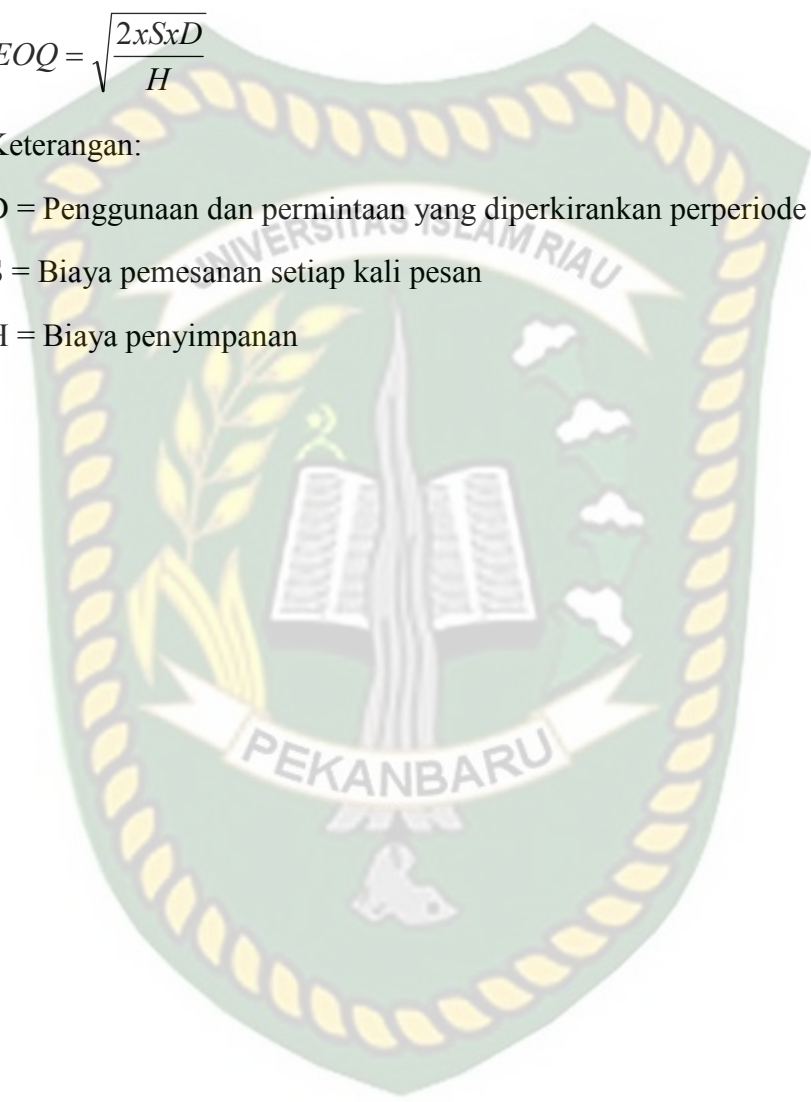 EOQ = √(2xSxD / H)
Keterangan:
D = Penggunaan dan permintaan yang diperkirankan perperiode
S = Biaya pemesanan setiap kali pesan
H = Biaya penyimpanan
UNIVERSITAS ISLAM RIAU
PEKANBARU